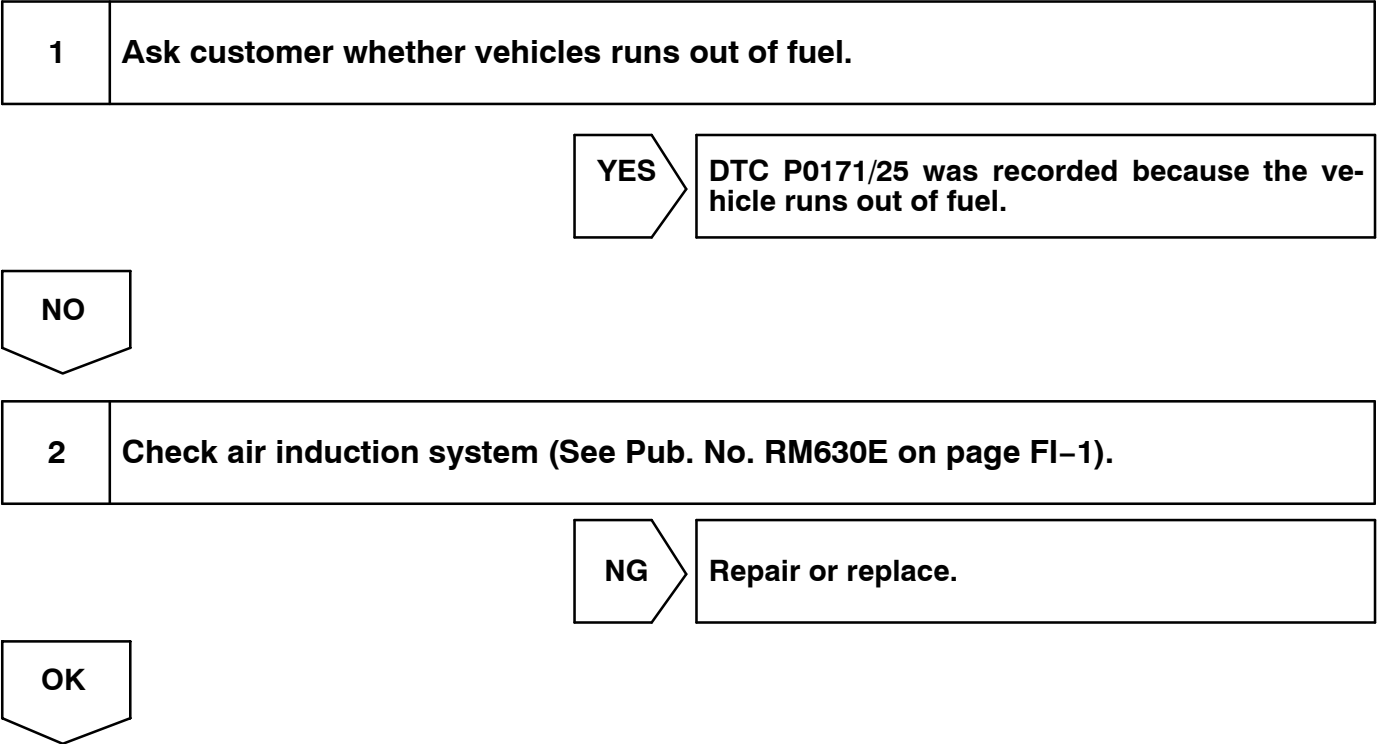 1 Ask customer whether vehicles runs out of fuel.
YES DTC P0171/25 was recorded because the ve-
hicle runs out of fuel.
NO
2 Check air induction system (See Pub. No. RM630E on page FI−1).
NG Repair or replace.
OK